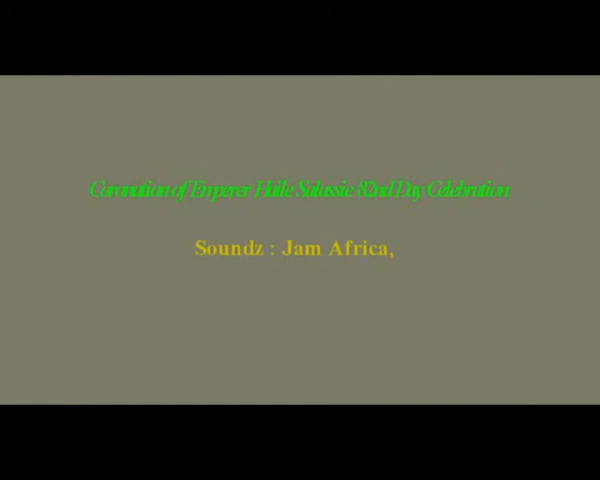 Coronation of Emperer Haile Salassie 82nd Day Celebration
Soundz : Jam Africa,